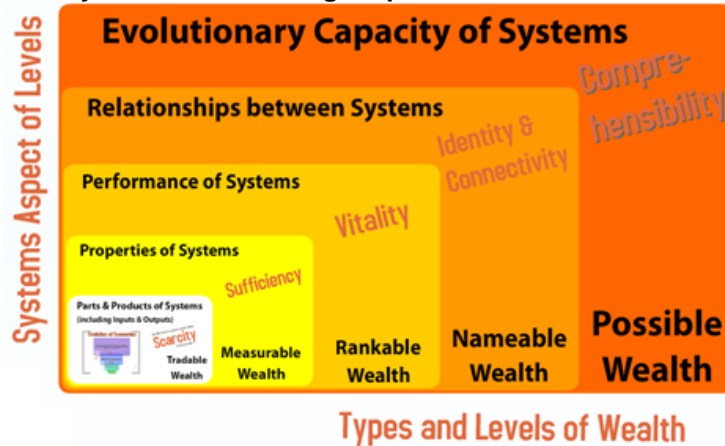 Evolutionary Capacity of Systems
Systems Aspect of Levels
Compre-
hensibility
Relationships between Systems
Identity &
Connectivity
Performance of Systems
Vitality
Properties of Systems
Sufficiency
Parts & Products of Systems
(including Inputs & Outputs)
Scarcity
Tradable
Wealth
Measurable
Wealth
Rankable
Wealth
Nameable
Wealth
Possible
Wealth
Types and Levels of Wealth